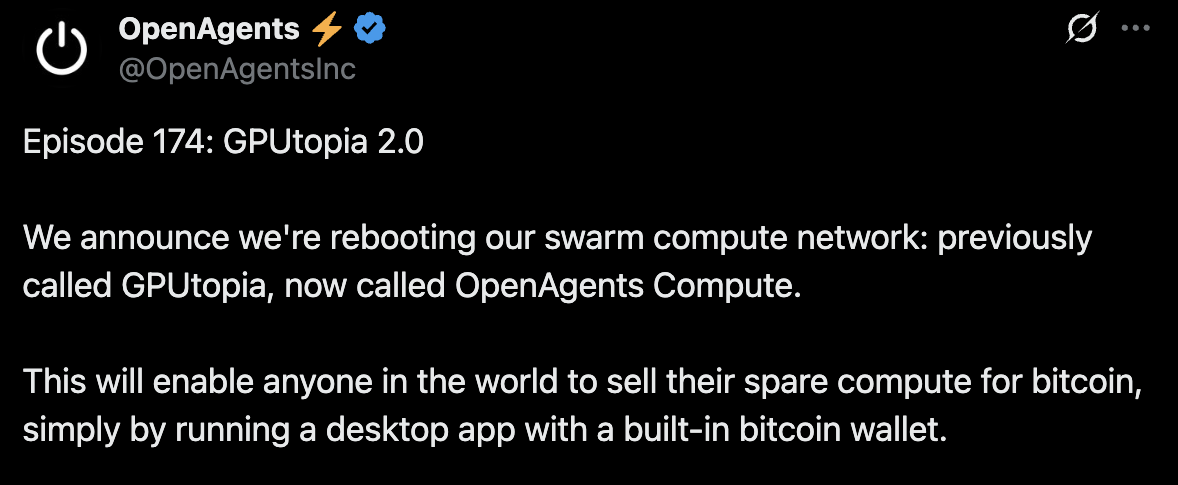 OpenAgents ⚡
@OpenAgentsInc
Episode 174: GPUtopia 2.0
We announce we're rebooting our swarm compute network: previously
called GPUtopia, now called OpenAgents Compute.
This will enable anyone in the world to sell their spare compute for bitcoin,
simply by running a desktop app with a built-in bitcoin wallet.